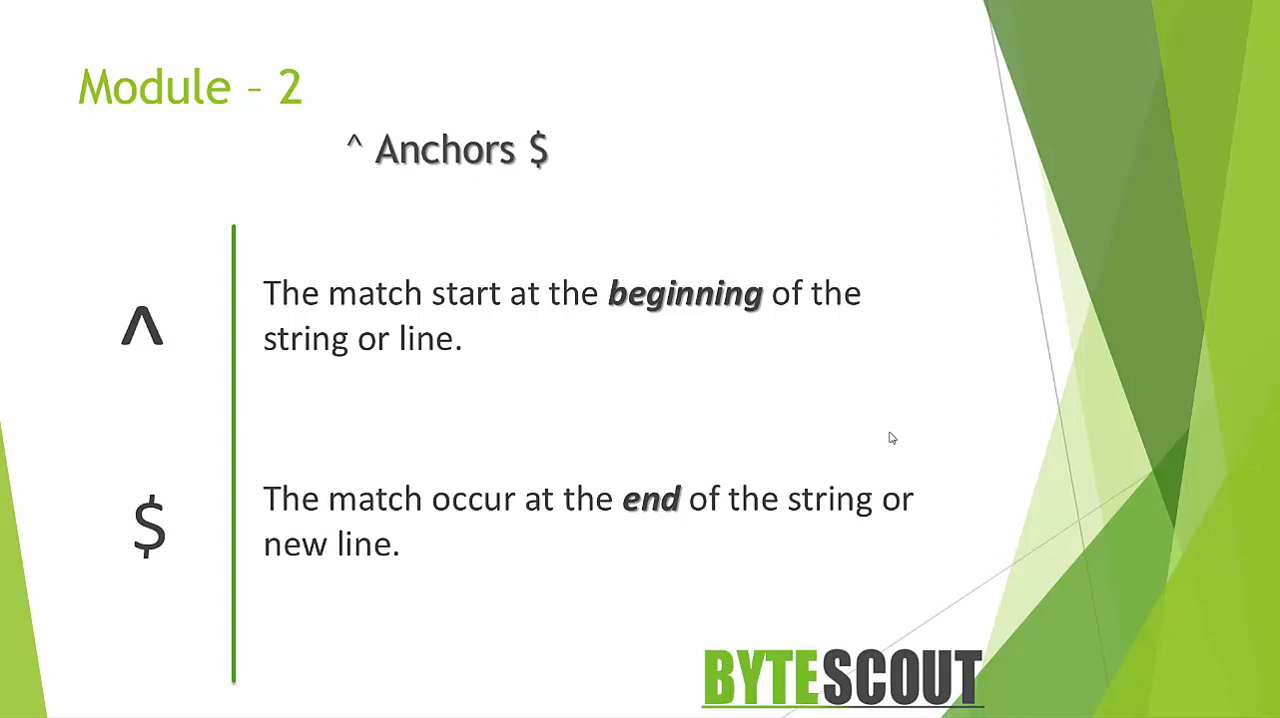 Module – 2
^ Anchors $
^
The match start at the beginning of the
string or line.
$
The match occur at the end of the string or
new line.
BYTESCOUT